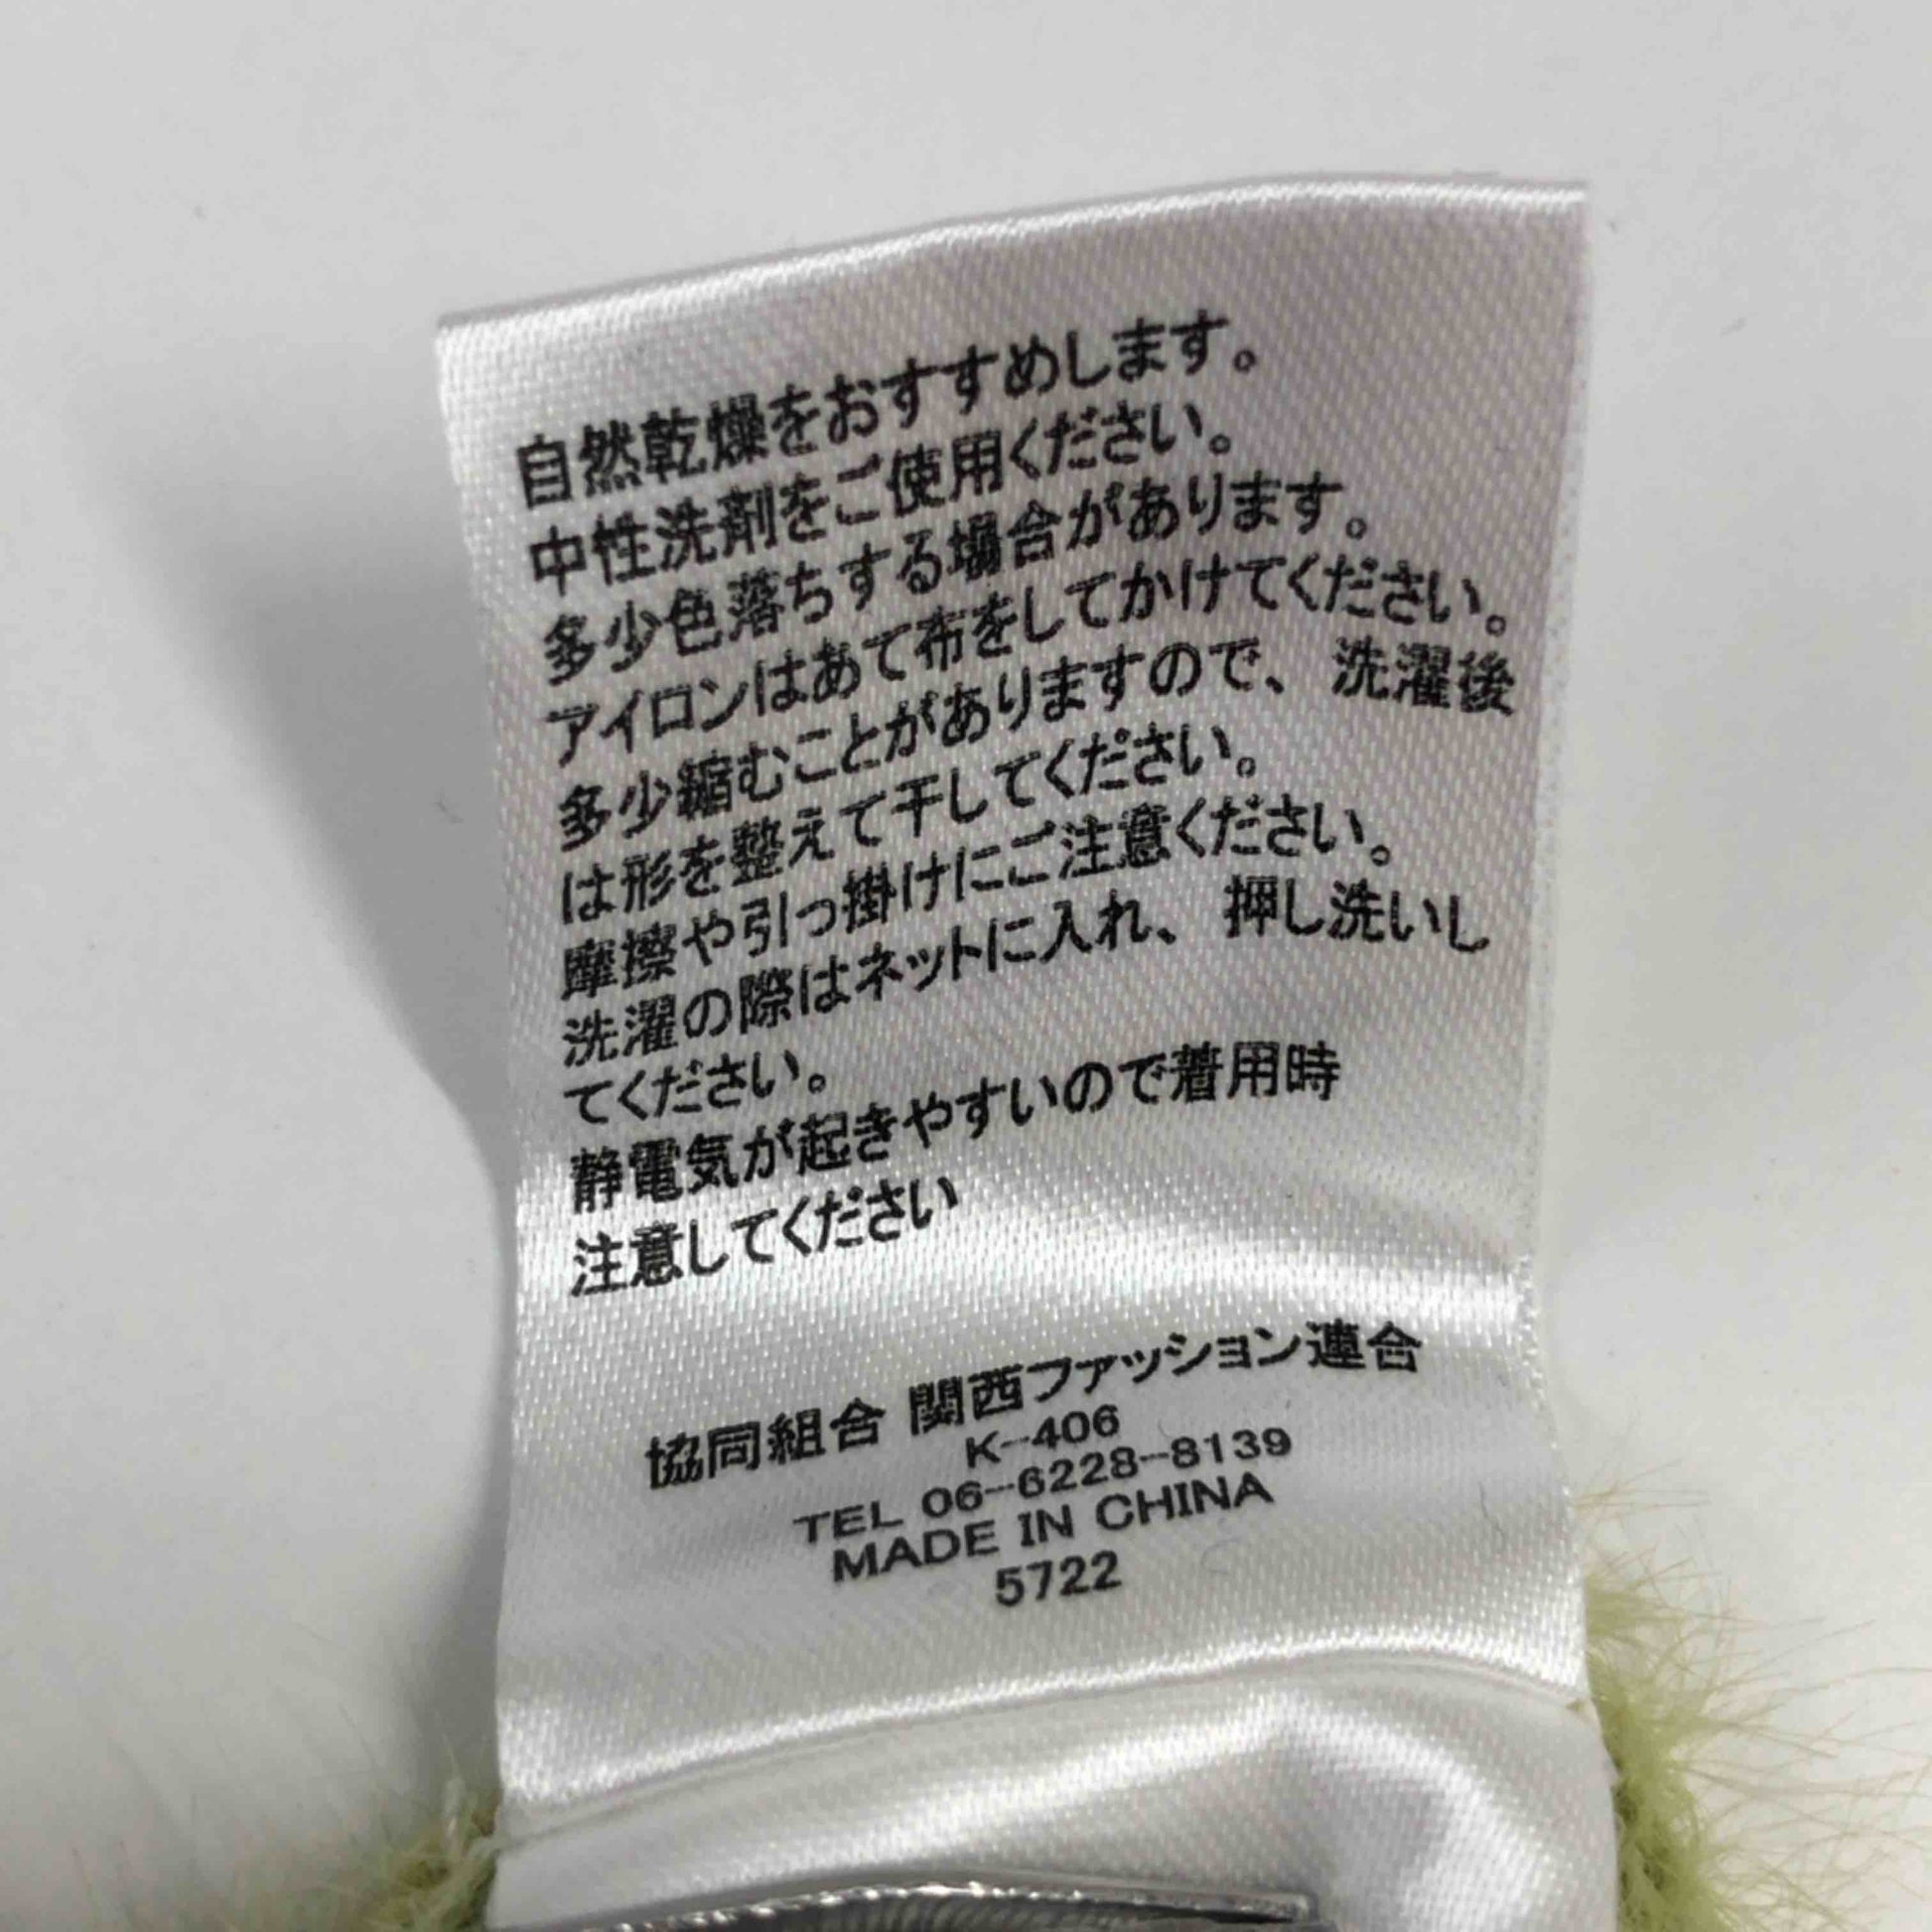 自然乾燥をおすすめします。
中性洗剤をご使用ください。
多少色落ちする場合があります。
アイロンはあて布をしてかけてください。
多少縮むことがありますので、洗濯後
は形を整えて干してください。
摩擦や引っ掛けにご注意ください。
洗濯の際はネットに入れ、押し洗いし
てください。
静電気が起きやすいので着用時
注意してください
協同組合 関西ファッション連合
K-406
TEL 06-6228-8139
MADE IN CHINA
5722